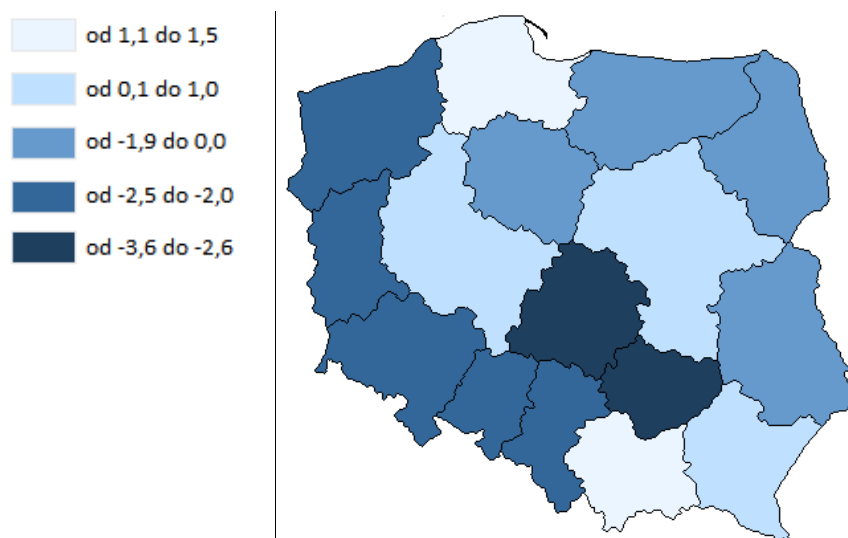 od 1,1 do 1,5
od 0,1 do 1,0
od -1,9 do 0,0
od -2,5 do -2,0
od -3,6 do -2,6